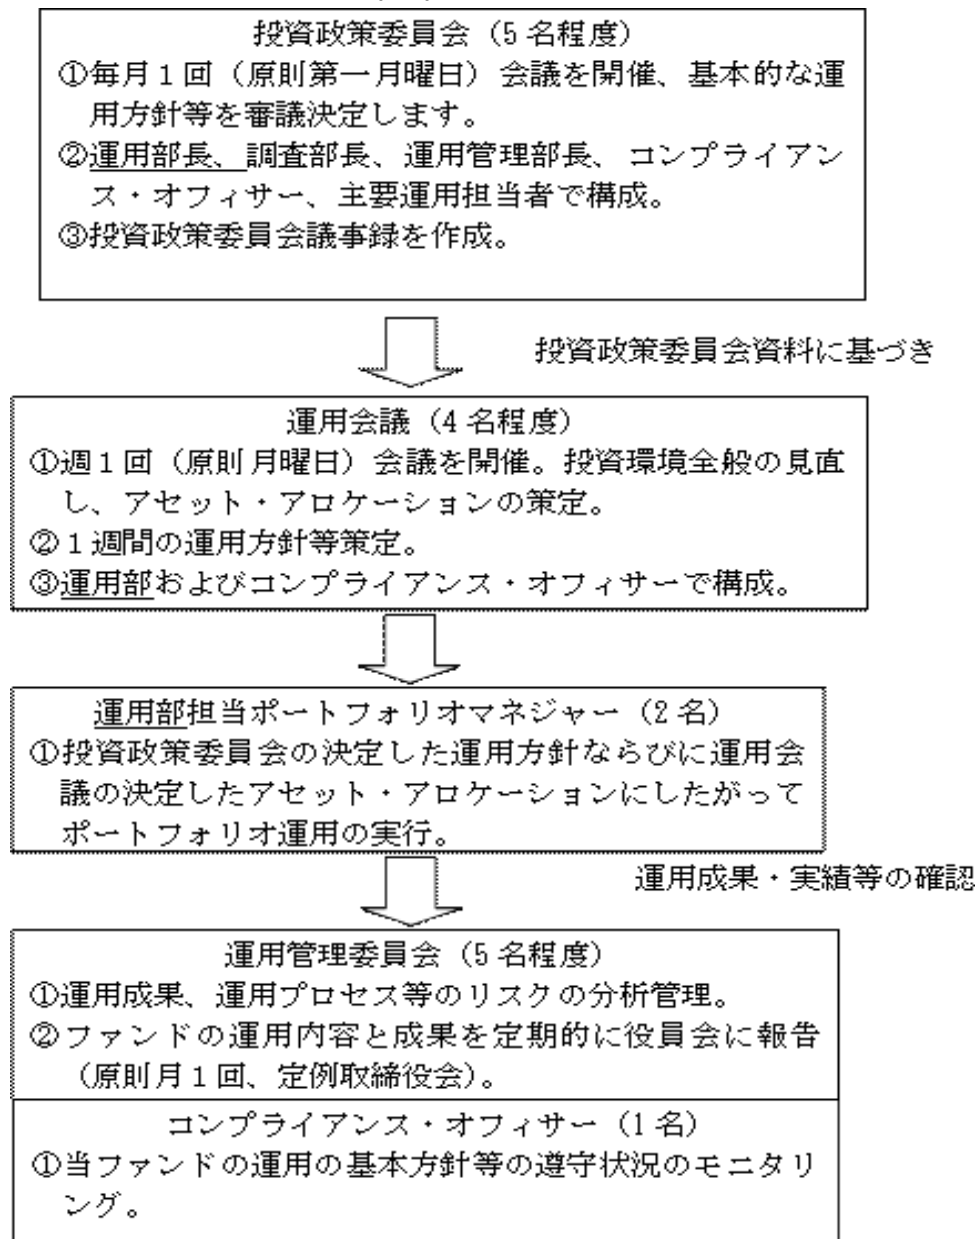 投資政策委員会（5名程度）
①毎月1回（原則第一月曜日）会議を開催、基本的な運
用方針等を審議決定します。
②運用部長、調査部長、運用管理部長、コンプライアン
ス・オフィサー、主要運用担当者で構成。
③投資政策委員会議事録を作成。
投資政策委員会資料に基づき
運用会議（4名程度）
①週1回（原則月曜日）会議を開催。投資環境全般の見直
し、アセット・アロケーションの策定。
②1週間の運用方針等策定。
③運用部およびコンプライアンス・オフィサーで構成。
運用部担当ポートフォリオマネジャー（2名）
①投資政策委員会の決定した運用方針ならびに運用会
議の決定したアセット・アロケーションにしたがって
ポートフォリオ運用の実行。
運用成果・実績等の確認
運用管理委員会（5名程度）
①運用成果、運用プロセス等のリスクの分析管理。
②ファンドの運用内容と成果を定期的に役員会に報告
（原則月1回、定例取締役会）。
コンプライアンス・オフィサー（1名）
①当ファンドの運用の基本方針等の遵守状況のモニタリ
ング。